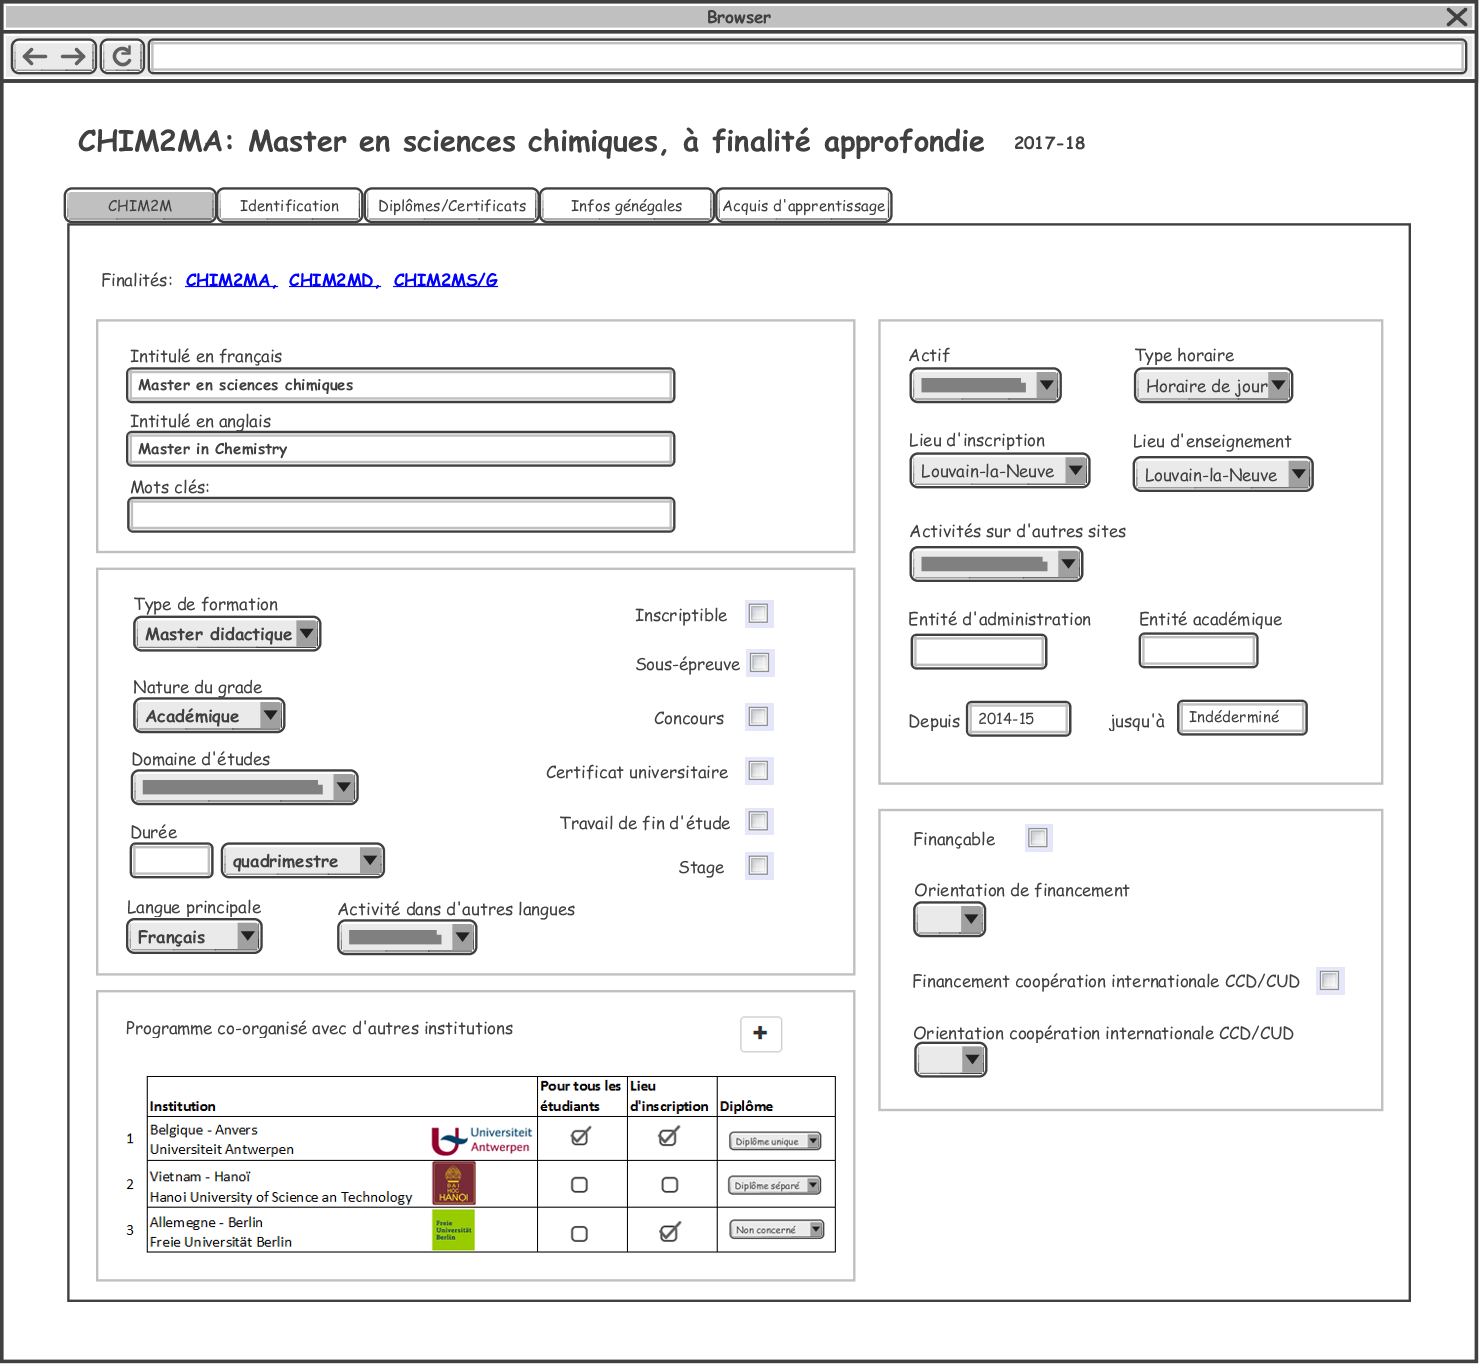 Browser
CHIM2MA: Master en sciences chimiques, à finalité approfondie 2017-18
CHIM2M Identification Diplômes/Certificats Infos génégales Acquis d'apprentissage
Finalités: CHIM2MA, CHIM2MD, CHIM2MS/G
Intitulé en français
Master en sciences chimiques
Intitulé en anglais
Master in Chemistry
Mots clés:
Type de formation
Master didactique
Nature du grade
Académique
Domaine d'études
Durée
quadrimestre
Langue principale
Français
Activité dans d'autres langues
Inscriptible
Sous-épreuve
Concours
Certificat universitaire
Travail de fin d'étude
Stage
Programme co-organisé avec d'autres institutions
+
Institution
Pour tous les étudiants
Lieu d'inscription
Diplôme
1
Belgique - Anvers
Universiteit Antwerpen
Universiteit
Antwerpen
Diplôme unique
2
Vietnam - Hanoï
Hanoi University of Science an Technology
ĐẠI
HỌC
HANOI
Diplôme séparé
3
Allemegne - Berlin
Freie Universität Berlin
Freie
Universität
Berlin
Non concerné
Actif
Type horaire
Horaire de jour
Lieu d'inscription
Louvain-la-Neuve
Lieu d'enseignement
Louvain-la-Neuve
Activités sur d'autres sites
Entité d'administration
Entité académique
Depuis 2014-15 jusqu'à Indéderminé
Finançable
Orientation de financement
Financement coopération internationale CCD/CUD
Orientation coopération internationale CCD/CUD